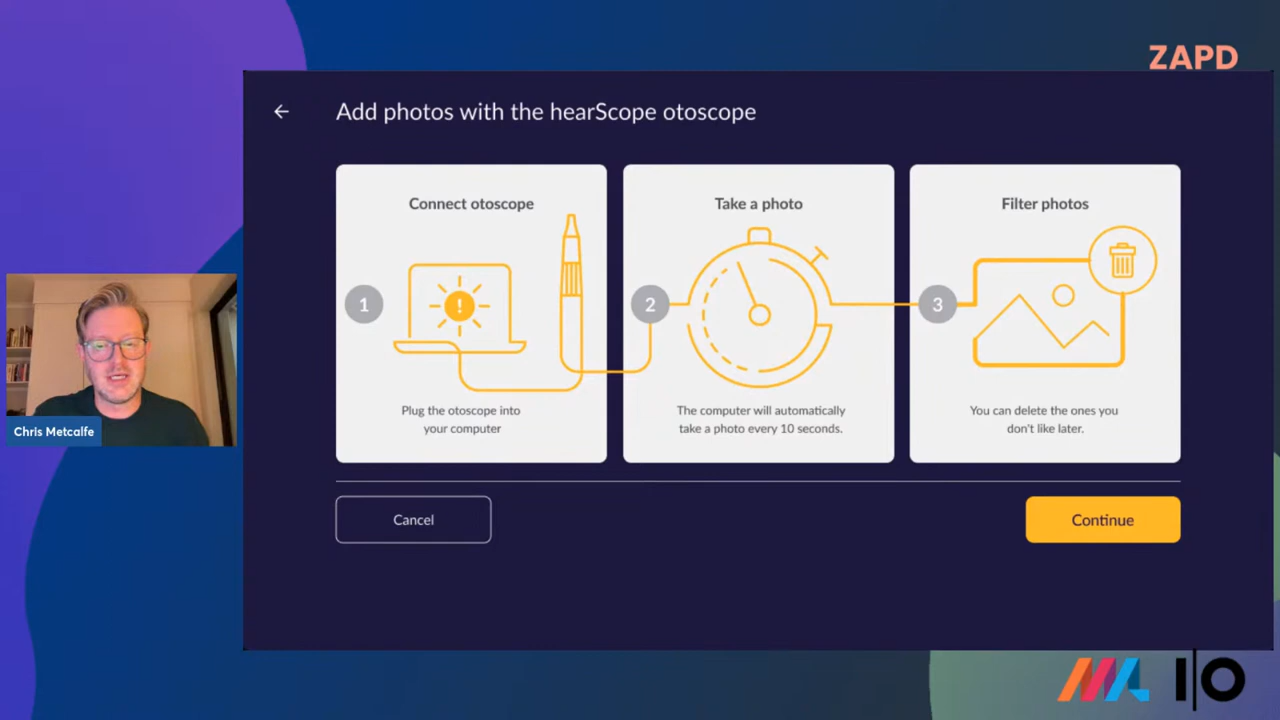 ZAPD
Add photos with the hearScope otoscope
Connect otoscope
1
Plug the otoscope into
your computer
Take a photo
2
The computer will automatically
take a photo every 10 seconds.
Filter photos
3
You can delete the ones you
don't like later.
Cancel
Continue
Chris Metcalfe
I/O